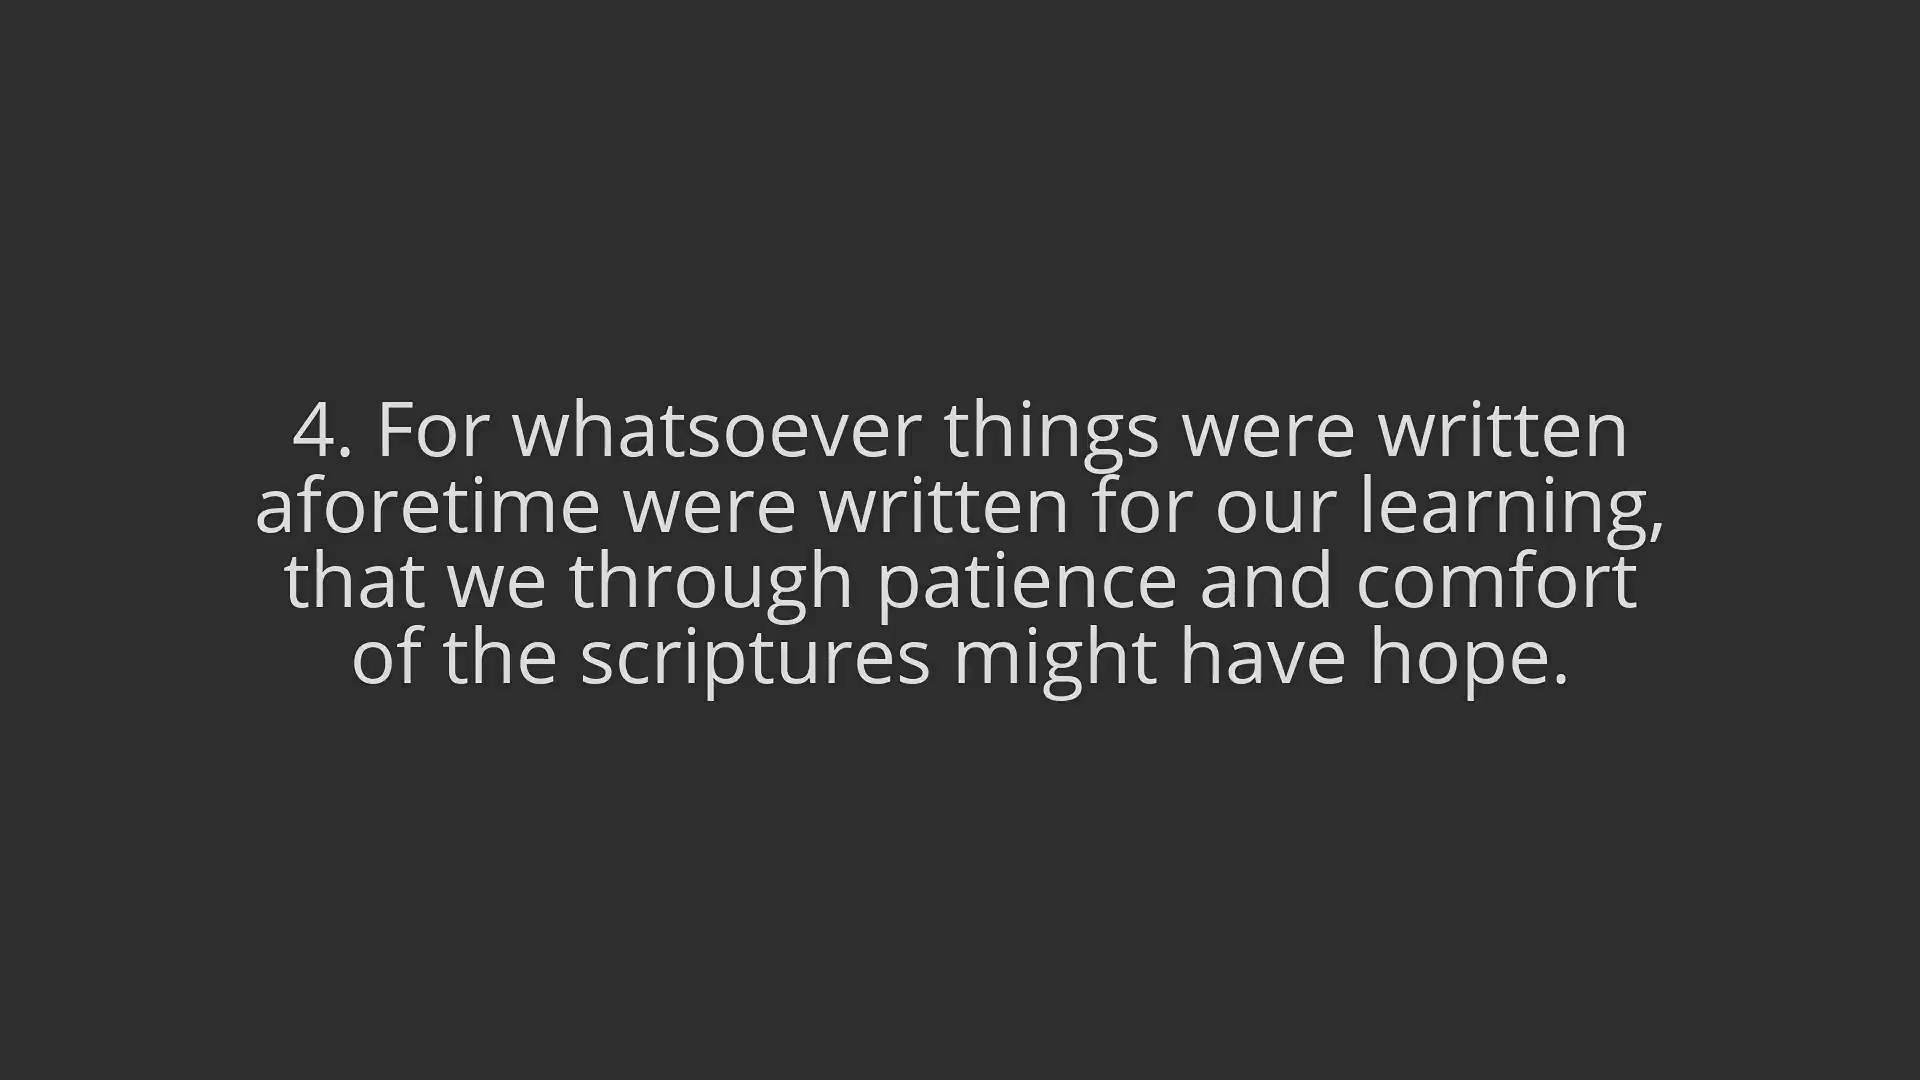 4. For whatsoever things were written
aforetime were written for our learning,
that we through patience and comfort
of the scriptures might have hope.